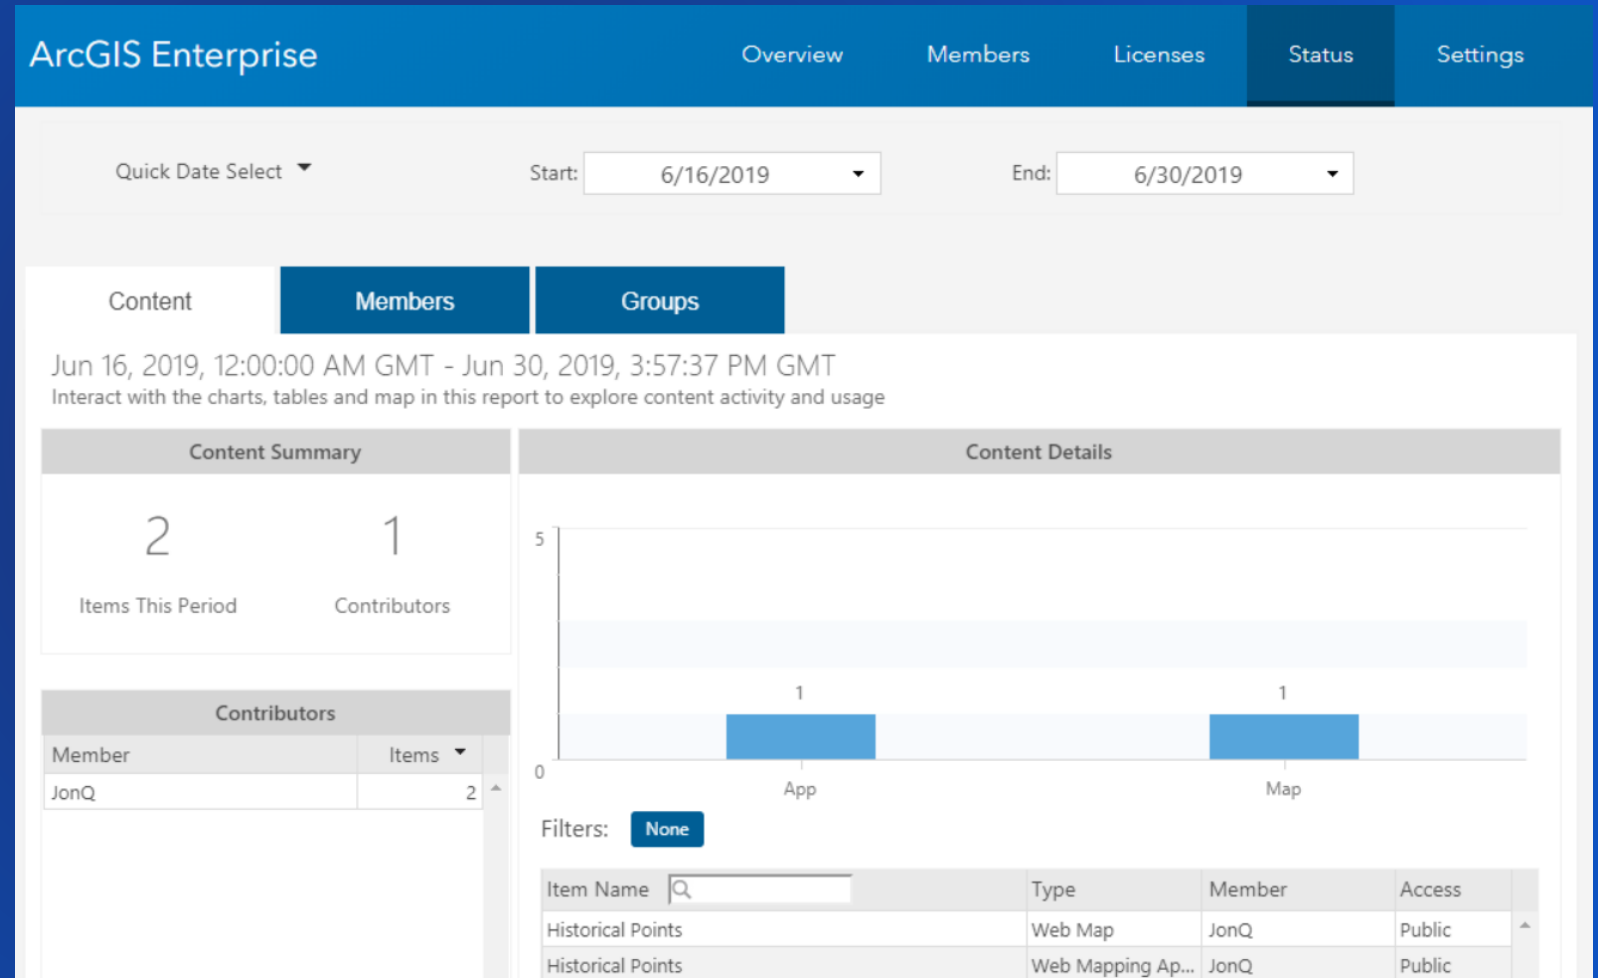 ArcGIS Enterprise
Overview Members Licenses Status Settings
Quick Date Select Start: 6/16/2019 End: 6/30/2019
Content Members Groups
Jun 16, 2019, 12:00:00 AM GMT - Jun 30, 2019, 3:57:37 PM GMT
Interact with the charts, tables and map in this report to explore content activity and usage
Content Summary
2 1
Items This Period Contributors
Contributors
Member Items
JonQ 2
Content Details
5
1 1
0
App Map
Filters: None
Item Name Type Member Access
Historical Points Web Map JonQ Public
Historical Points Web Mapping Ap... JonQ Public